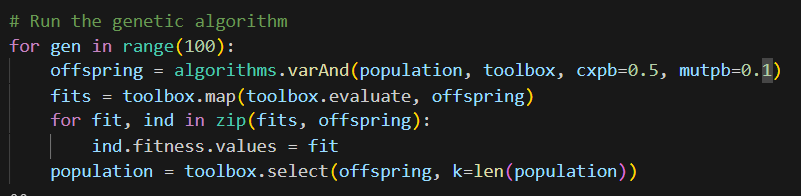 # Run the genetic algorithm
for gen in range(100):
    offspring = algorithms.varAnd(population, toolbox, cxpb=0.5, mutpb=0.1)
    fits = toolbox.map(toolbox.evaluate, offspring)
    for fit, ind in zip(fits, offspring):
        ind.fitness.values = fit
    population = toolbox.select(offspring, k=len(population))